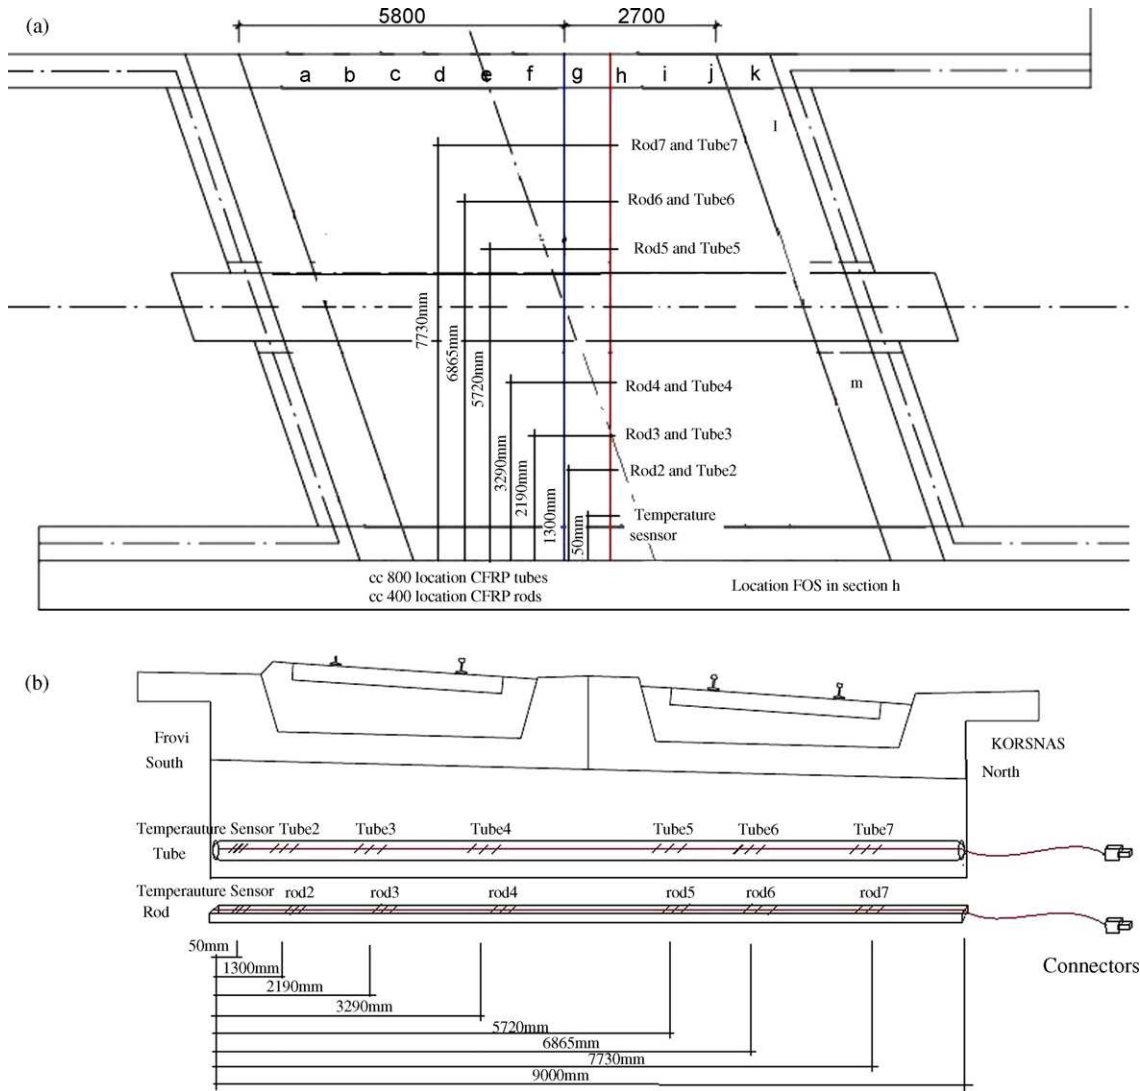 (a)
5800
2700
a b c d e f g h i j k
l
Rod7 and Tube7
Rod6 and Tube6
Rod5 and Tube5
7730mm
6865mm
5720mm
m
Rod4 and Tube4
3290mm
Rod3 and Tube3
2190mm
Rod2 and Tube2
1300mm
50mm
Temperature
sesnsor
cc 800 location CFRP tubes
cc 400 location CFRP rods
Location FOS in section h
(b)
Frovi
South
KORSNAS
North
Temperauture Sensor Tube2 Tube3 Tube4 Tube5 Tube6 Tube7
Tube
Temperauture Sensor rod2 rod3 rod4 rod5 rod6 rod7
Rod
50mm
Connectors
1300mm
2190mm
3290mm
5720mm
6865mm
7730mm
9000mm